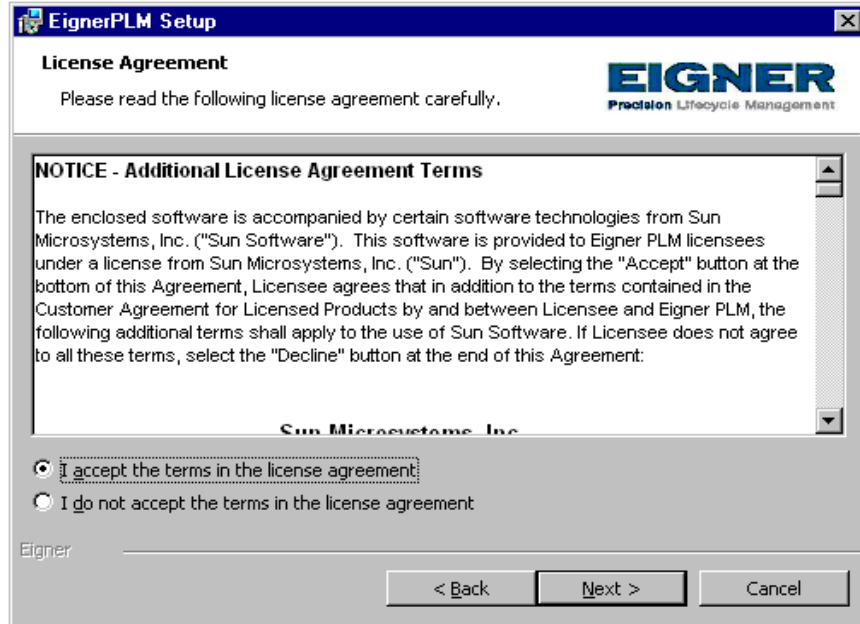 EignerPLM Setup
License Agreement
Please read the following license agreement carefully.
EIGNER
Precision Lifecycle Management
NOTICE - Additional License Agreement Terms
The enclosed software is accompanied by certain software technologies from Sun
Microsystems, Inc. ("Sun Software").  This software is provided to Eigner PLM licensees
under a license from Sun Microsystems, Inc. ("Sun").  By selecting the "Accept" button at the
bottom of this Agreement, Licensee agrees that in addition to the terms contained in the
Customer Agreement for Licensed Products by and between Licensee and Eigner PLM, the
following additional terms shall apply to the use of Sun Software. If Licensee does not agree
to all these terms, select the "Decline" button at the end of this Agreement:
Sun Microsystems, Inc.
I accept the terms in the license agreement
I do not accept the terms in the license agreement
Eigner
< Back
Next >
Cancel